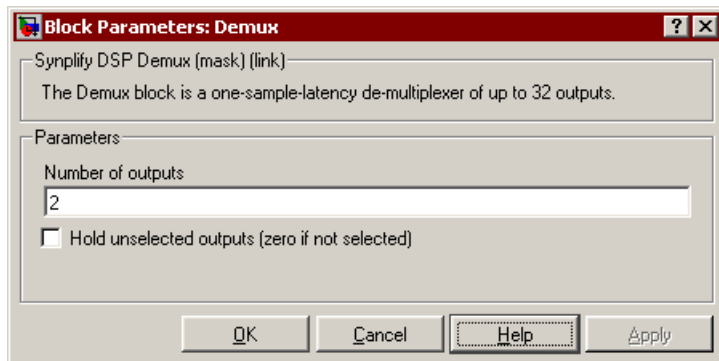 Block Parameters: Demux
Synplify DSP Demux (mask) (link)
The Demux block is a one-sample-latency de-multiplexer of up to 32 outputs.
Parameters
Number of outputs
2
Hold unselected outputs (zero if not selected)
OK Cancel Help Apply